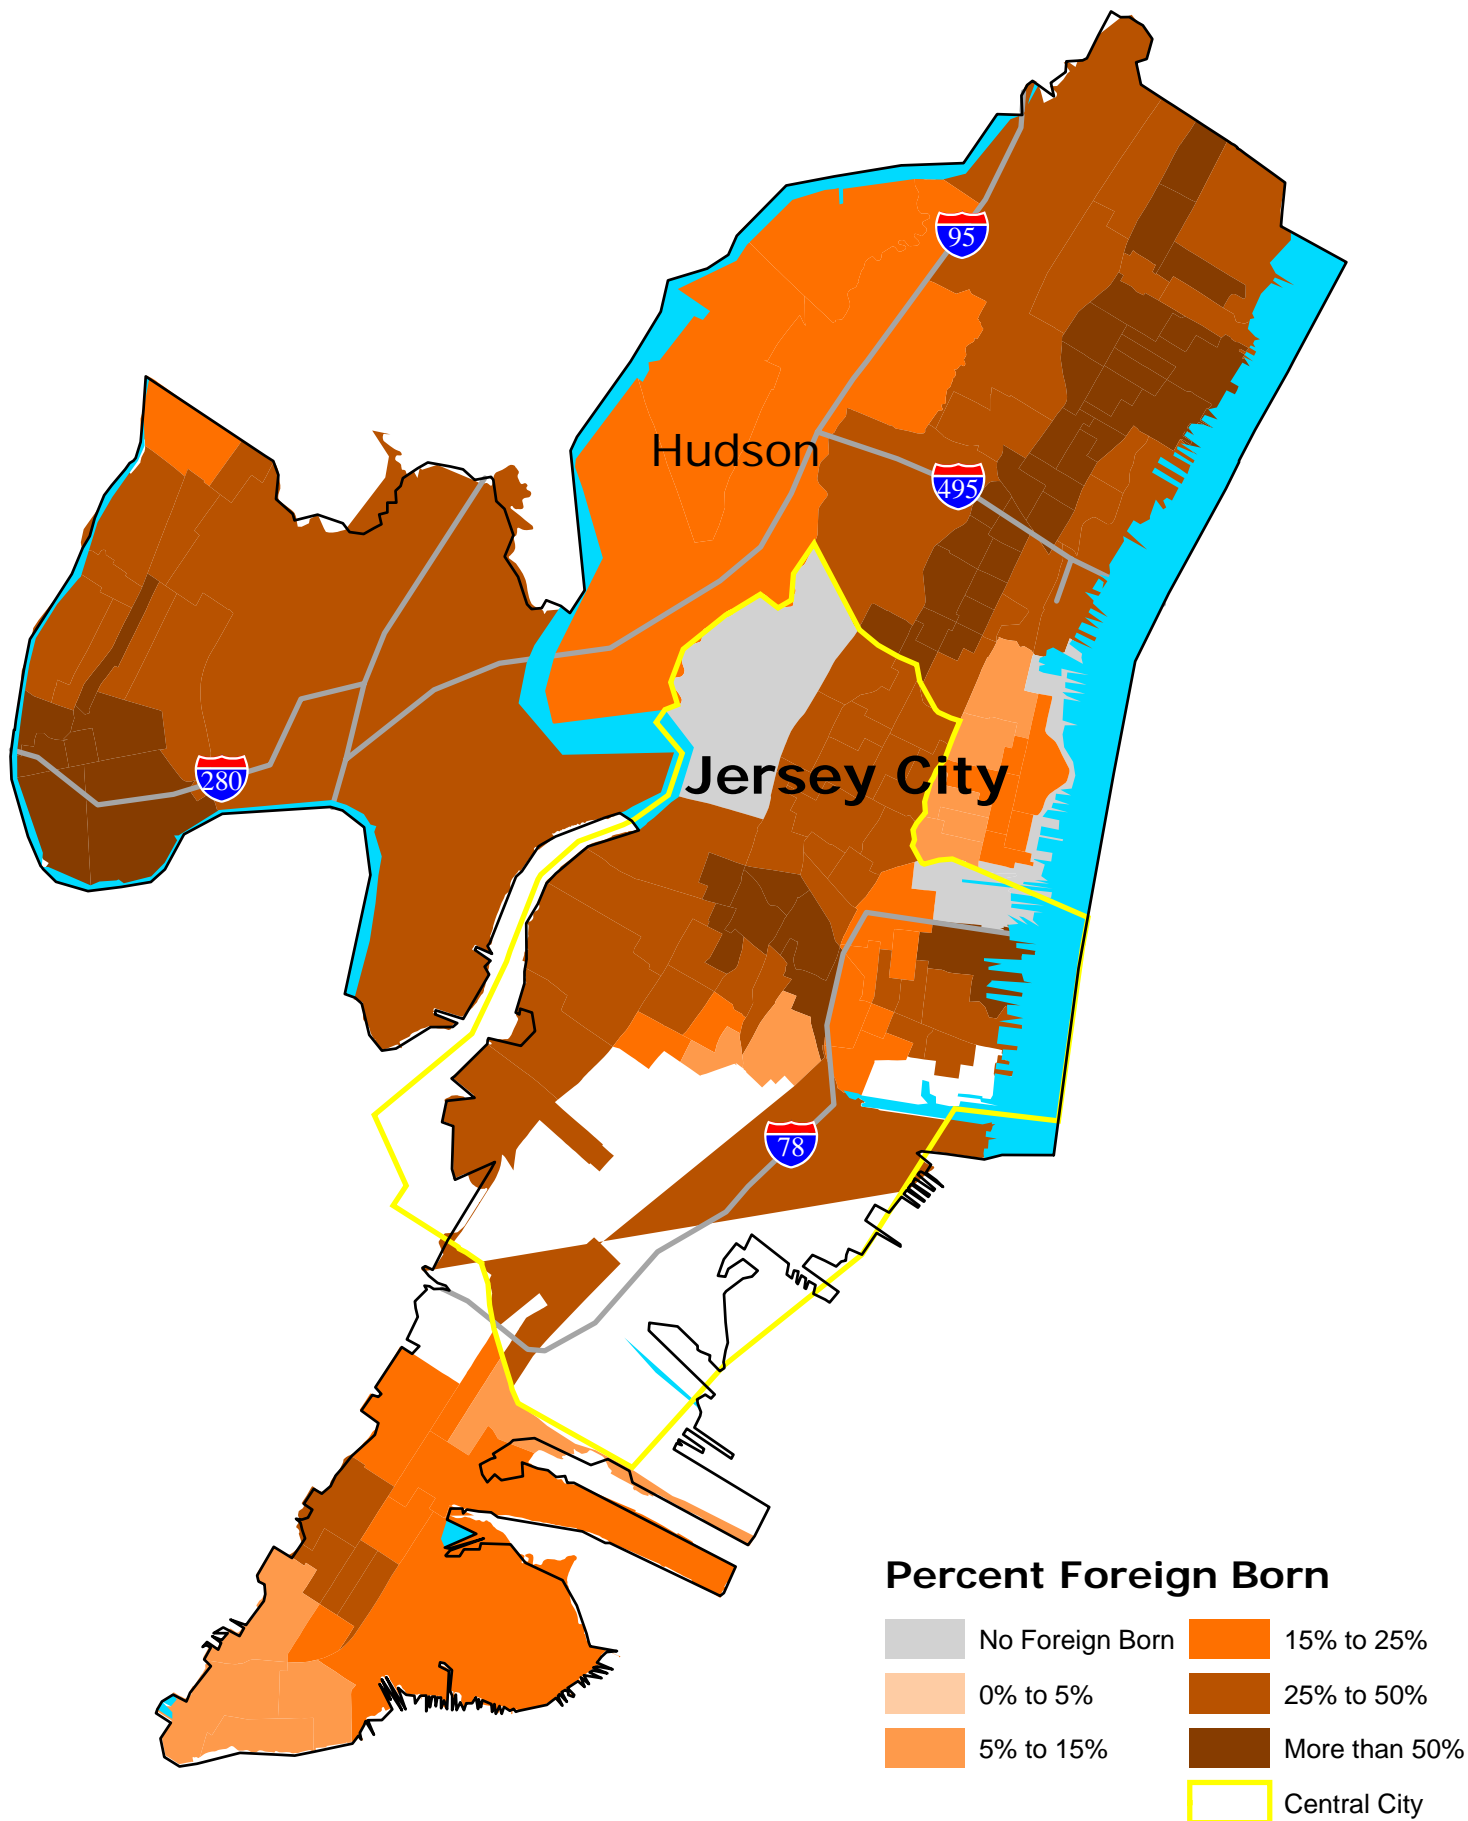 95
Hudson
495
Jersey City
280
78
Percent Foreign Born
No Foreign Born
15% to 25%
0% to 5%
25% to 50%
5% to 15%
More than 50%
Central City